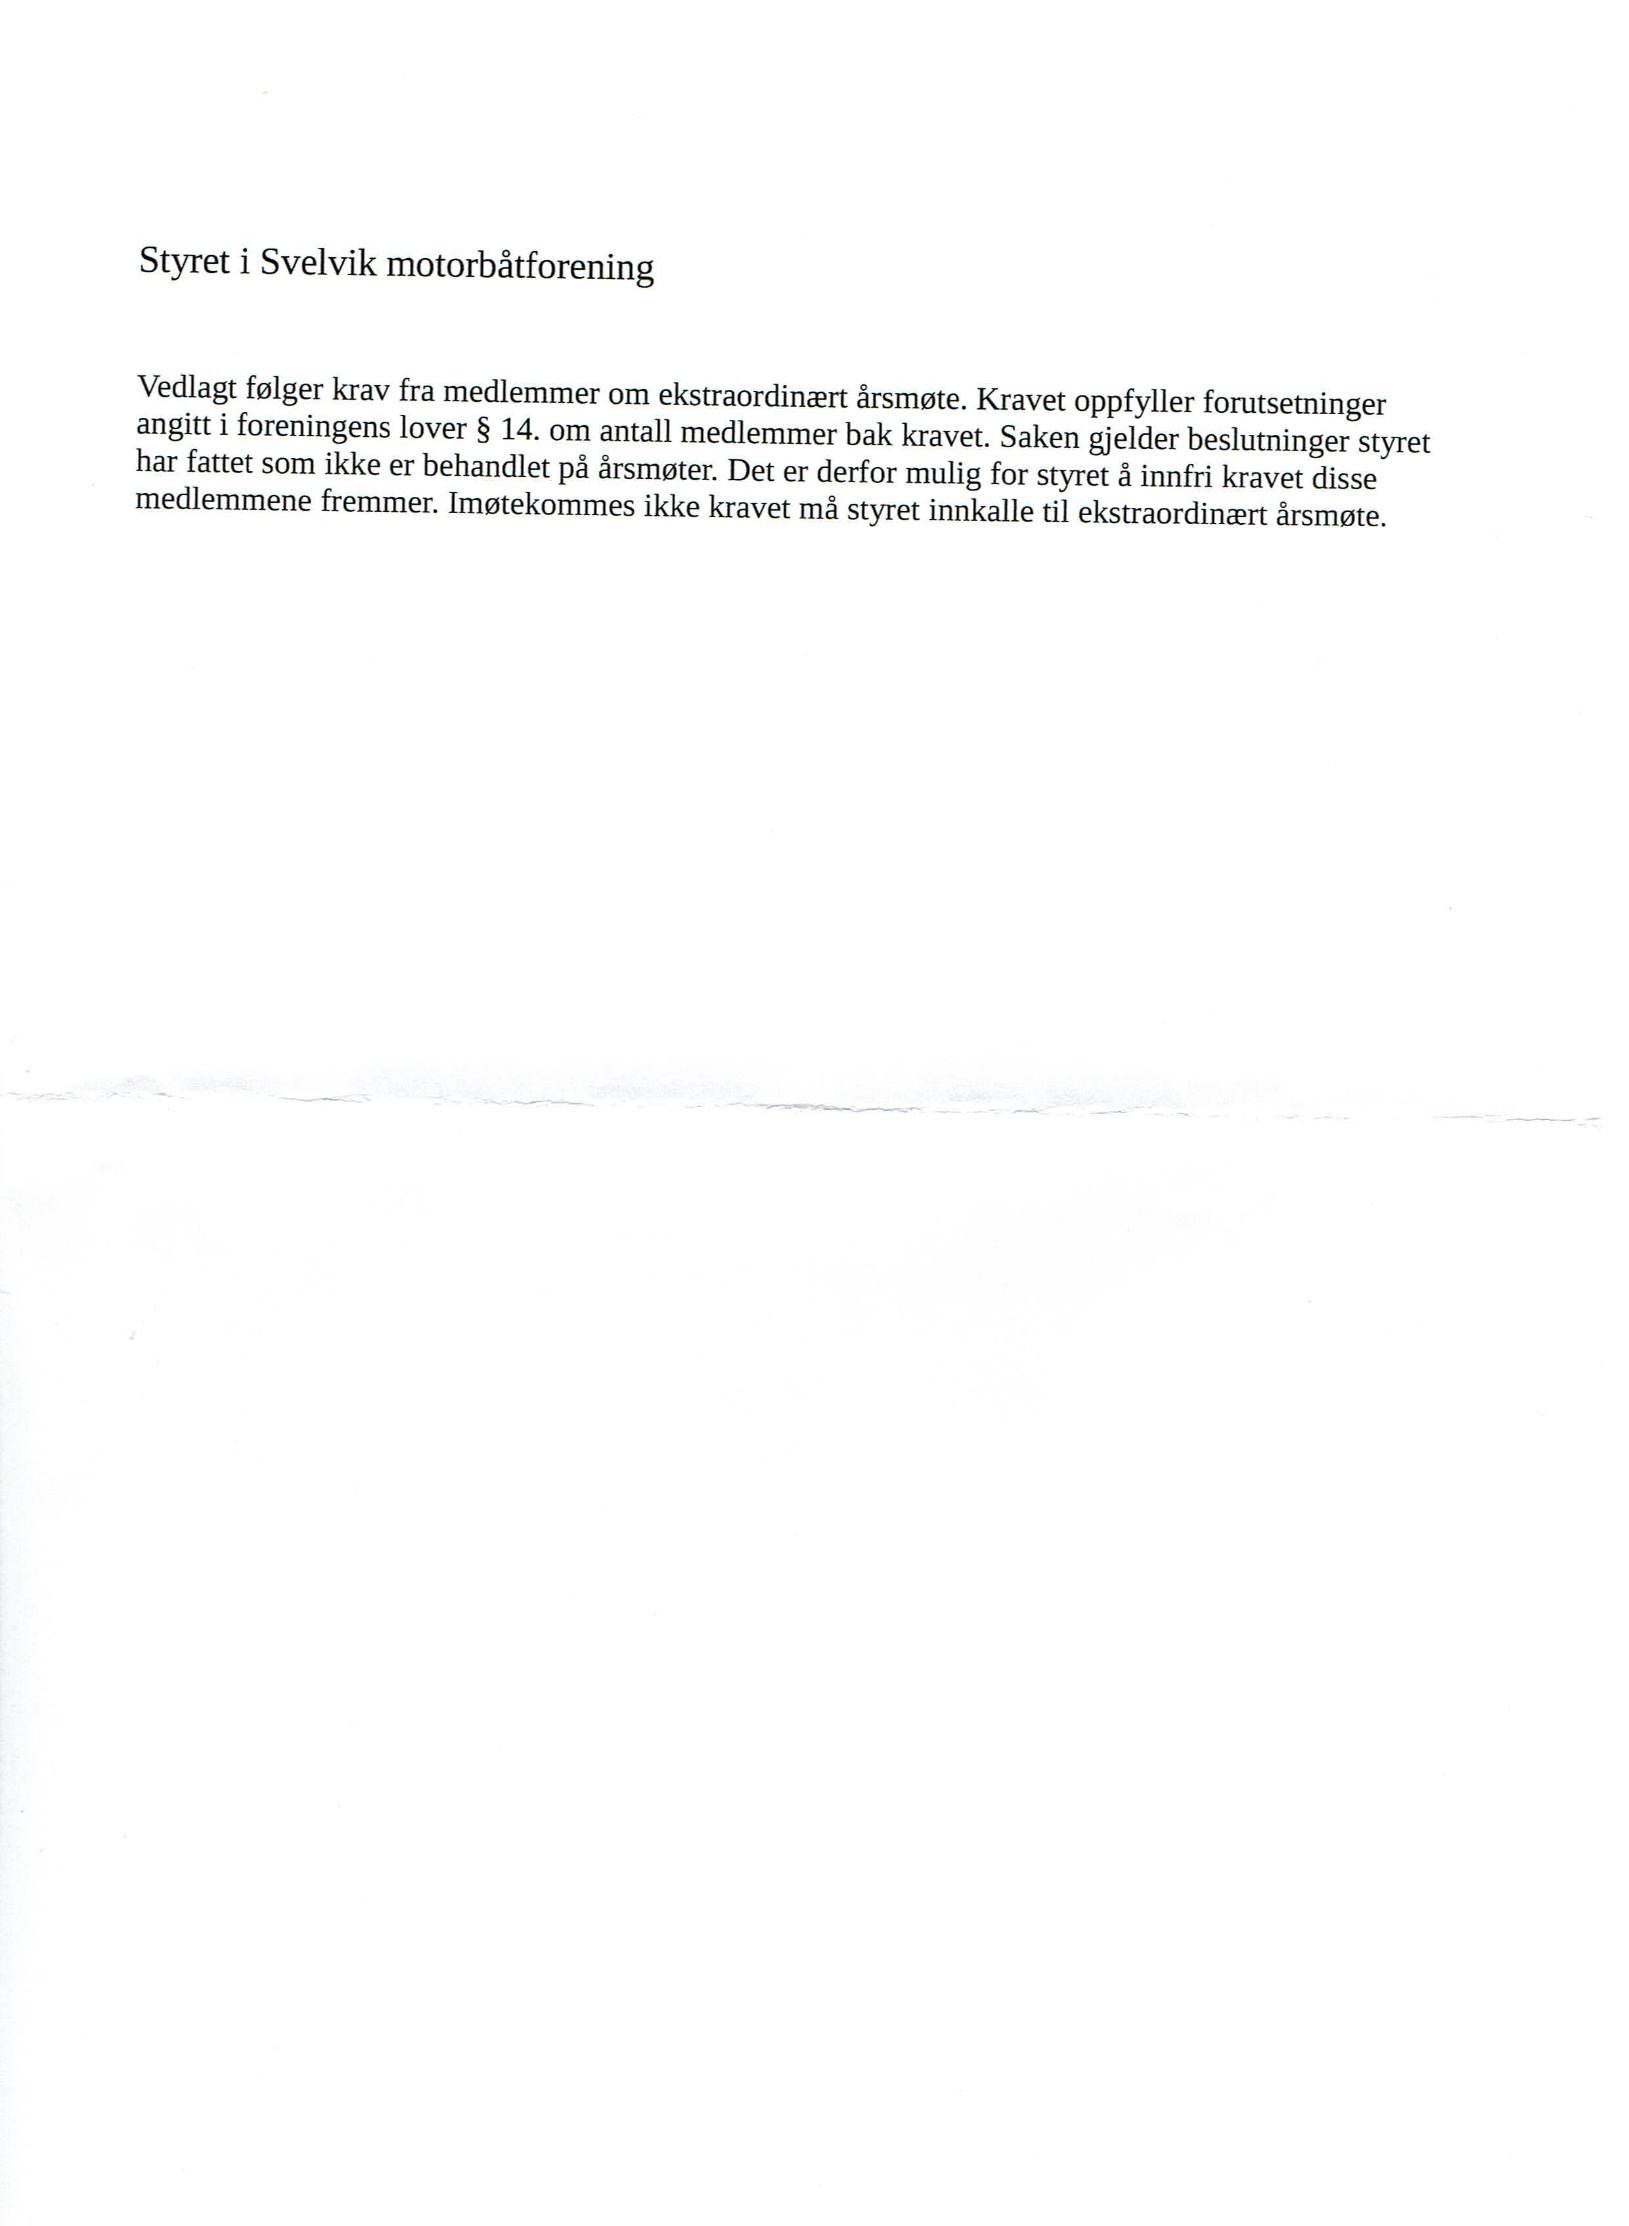 Styret i Svelvik motorbåtforening
Vedlagt følger krav fra medlemmer om ekstraordinært årsmøte. Kravet oppfyller forutsetninger
angitt i foreningens lover § 14. om antall medlemmer bak kravet. Saken gjelder beslutninger styret
har fattet som ikke er behandlet på årsmøter. Det er derfor mulig for styret å innfri kravet disse
medlemmene fremmer. Imøtekommes ikke kravet må styret innkalle til ekstraordinært årsmøte.